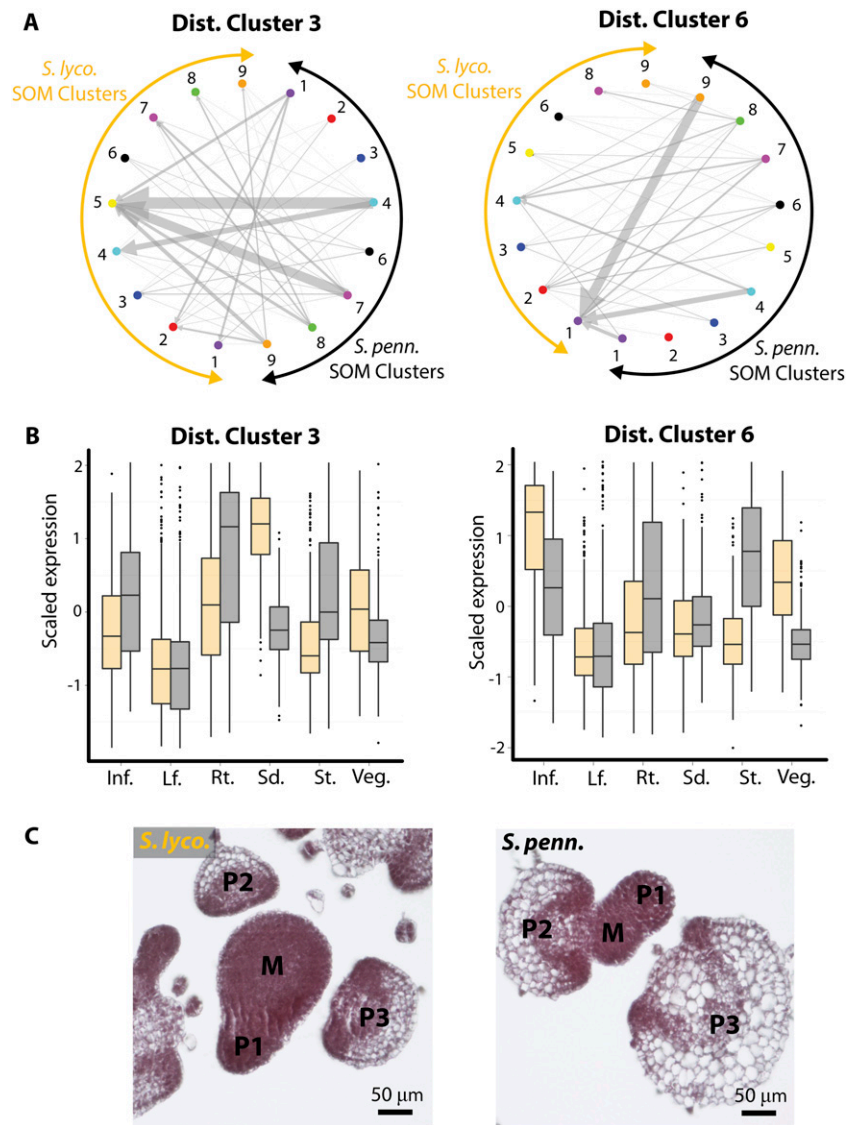 A
Dist. Cluster 3
Dist. Cluster 6
S. lyco.
SOM Clusters
9
8
7
6
5
4
3
2
1
1
2
3
4
6
7
8
9
S. penn.
SOM Clusters
S. lyco.
SOM Clusters
9
8
6
5
4
3
2
1
9
8
7
6
5
4
3
2
1
S. penn.
SOM Clusters
B
Dist. Cluster 3
Scaled expression
2
1
0
-1
Inf. Lf. Rt. Sd. St. Veg.
Dist. Cluster 6
Scaled expression
2
1
0
-1
-2
Inf. Lf. Rt. Sd. St. Veg.
C
S. lyco.
P2
M
P3
P1
50 µm
S. penn.
P1
P2
M
P3
50 µm